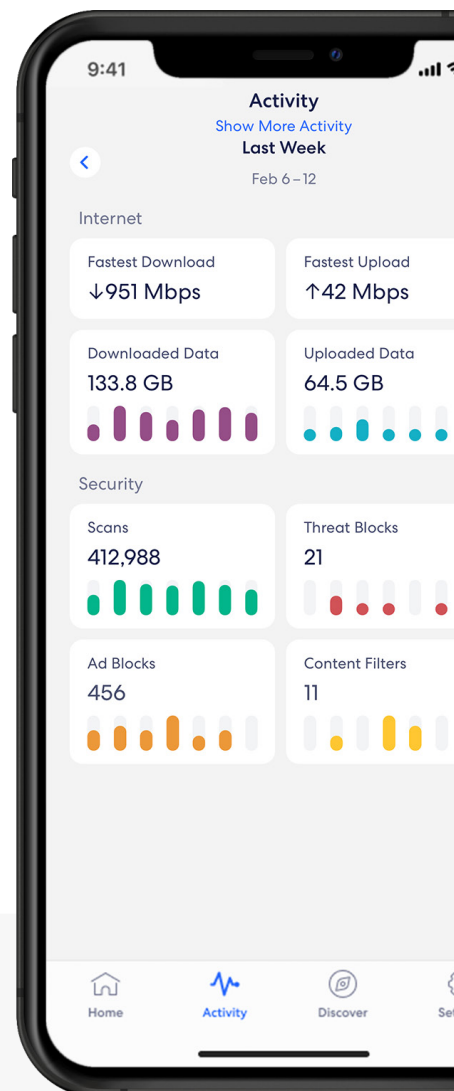 9:41
Activity
Show More Activity
Last Week
Feb 6 – 12
Internet
Fastest Download
↓951 Mbps
Fastest Upload
↑42 Mbps
Downloaded Data
133.8 GB
Uploaded Data
64.5 GB
Security
Scans
412,988
Threat Blocks
21
Ad Blocks
456
Content Filters
11
Home
Activity
Discover